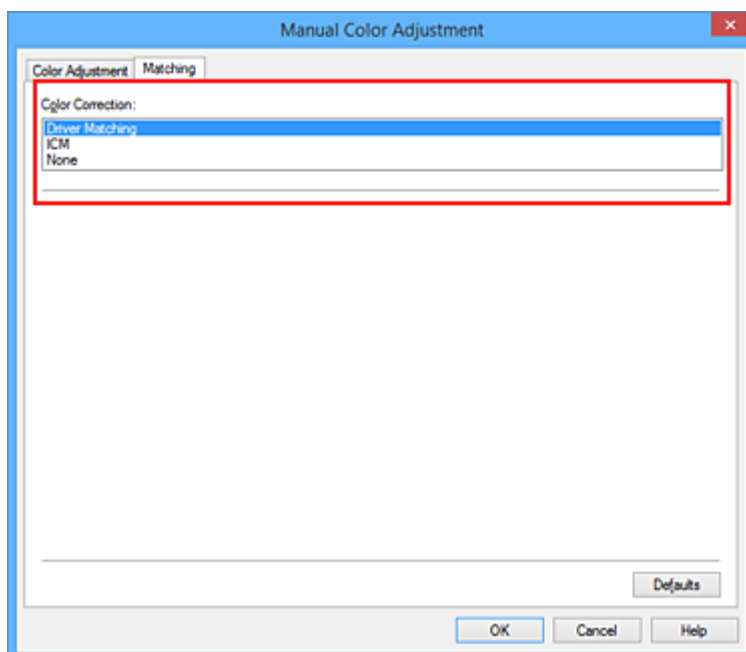 Manual Color Adjustment
Color Adjustment Matching
Color Correction:
Driver Matching
ICM
None
Defaults
OK Cancel Help